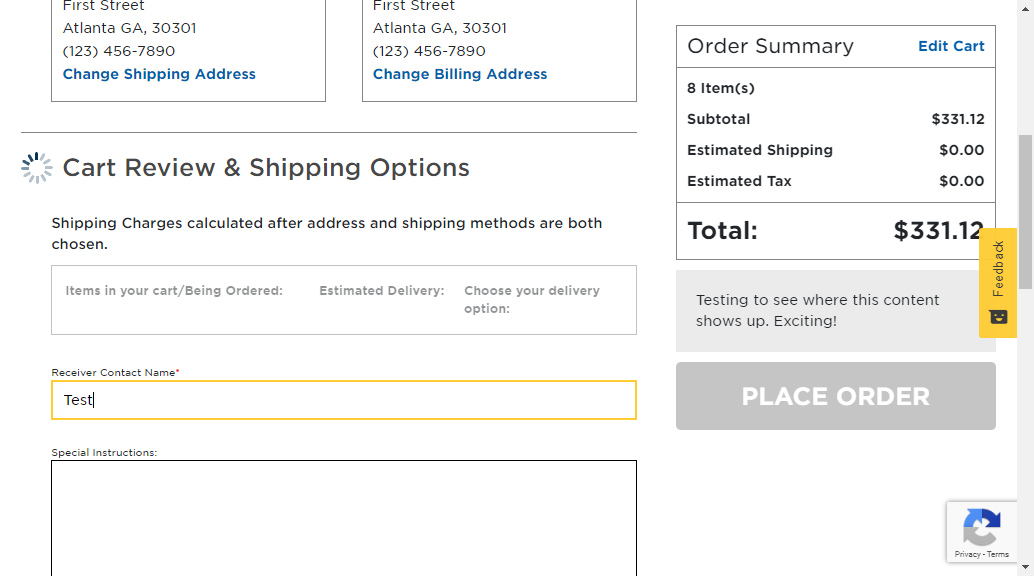 First Street
Atlanta GA, 30301
(123) 456-7890
Change Shipping Address
First Street
Atlanta GA, 30301
(123) 456-7890
Change Billing Address
Cart Review & Shipping Options
Shipping Charges calculated after address and shipping methods are both
chosen.
Items in your cart/Being Ordered:
Estimated Delivery:
Choose your delivery
option:
Receiver Contact Name*
Test
Special Instructions:
Order Summary
Edit Cart
8 Item(s)
Subtotal $331.12
Estimated Shipping $0.00
Estimated Tax $0.00
Total: $331.12
Feedback
Testing to see where this content
shows up. Exciting!
PLACE ORDER
Privacy - Terms